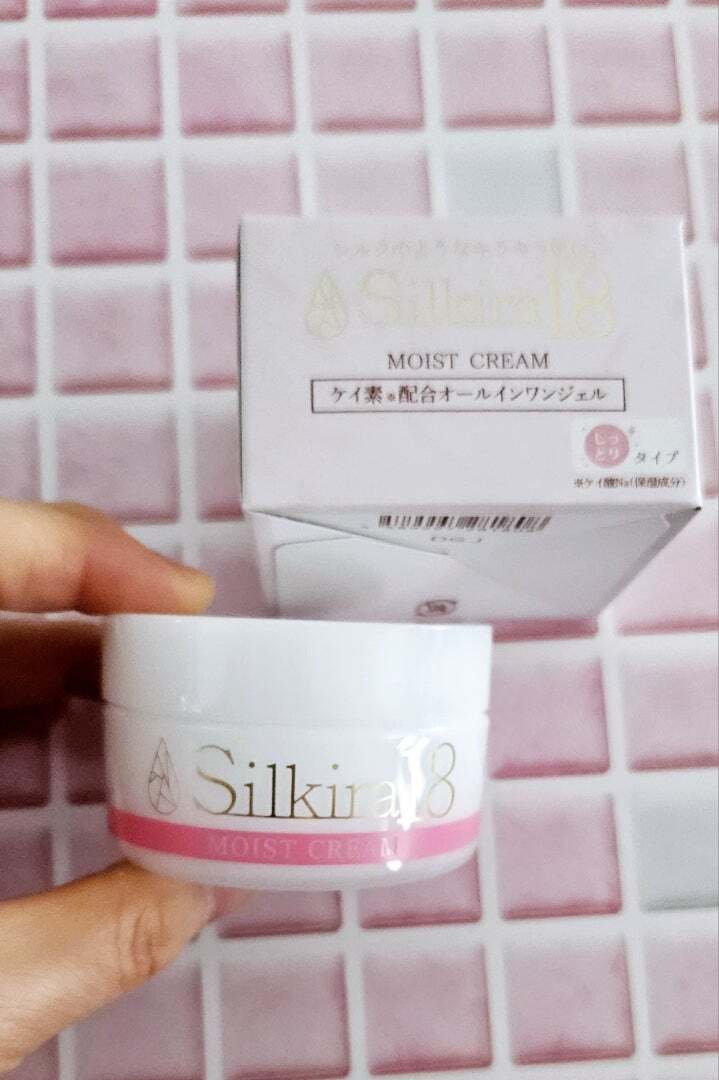 シルクのようなキラキラ肌に
Silkira18
MOIST CREAM
ケイ素※配合オールインワンジェル
しっ
とり
タイプ
※ケイ酸Na(保湿成分)
Silkira18
MOIST CREAM